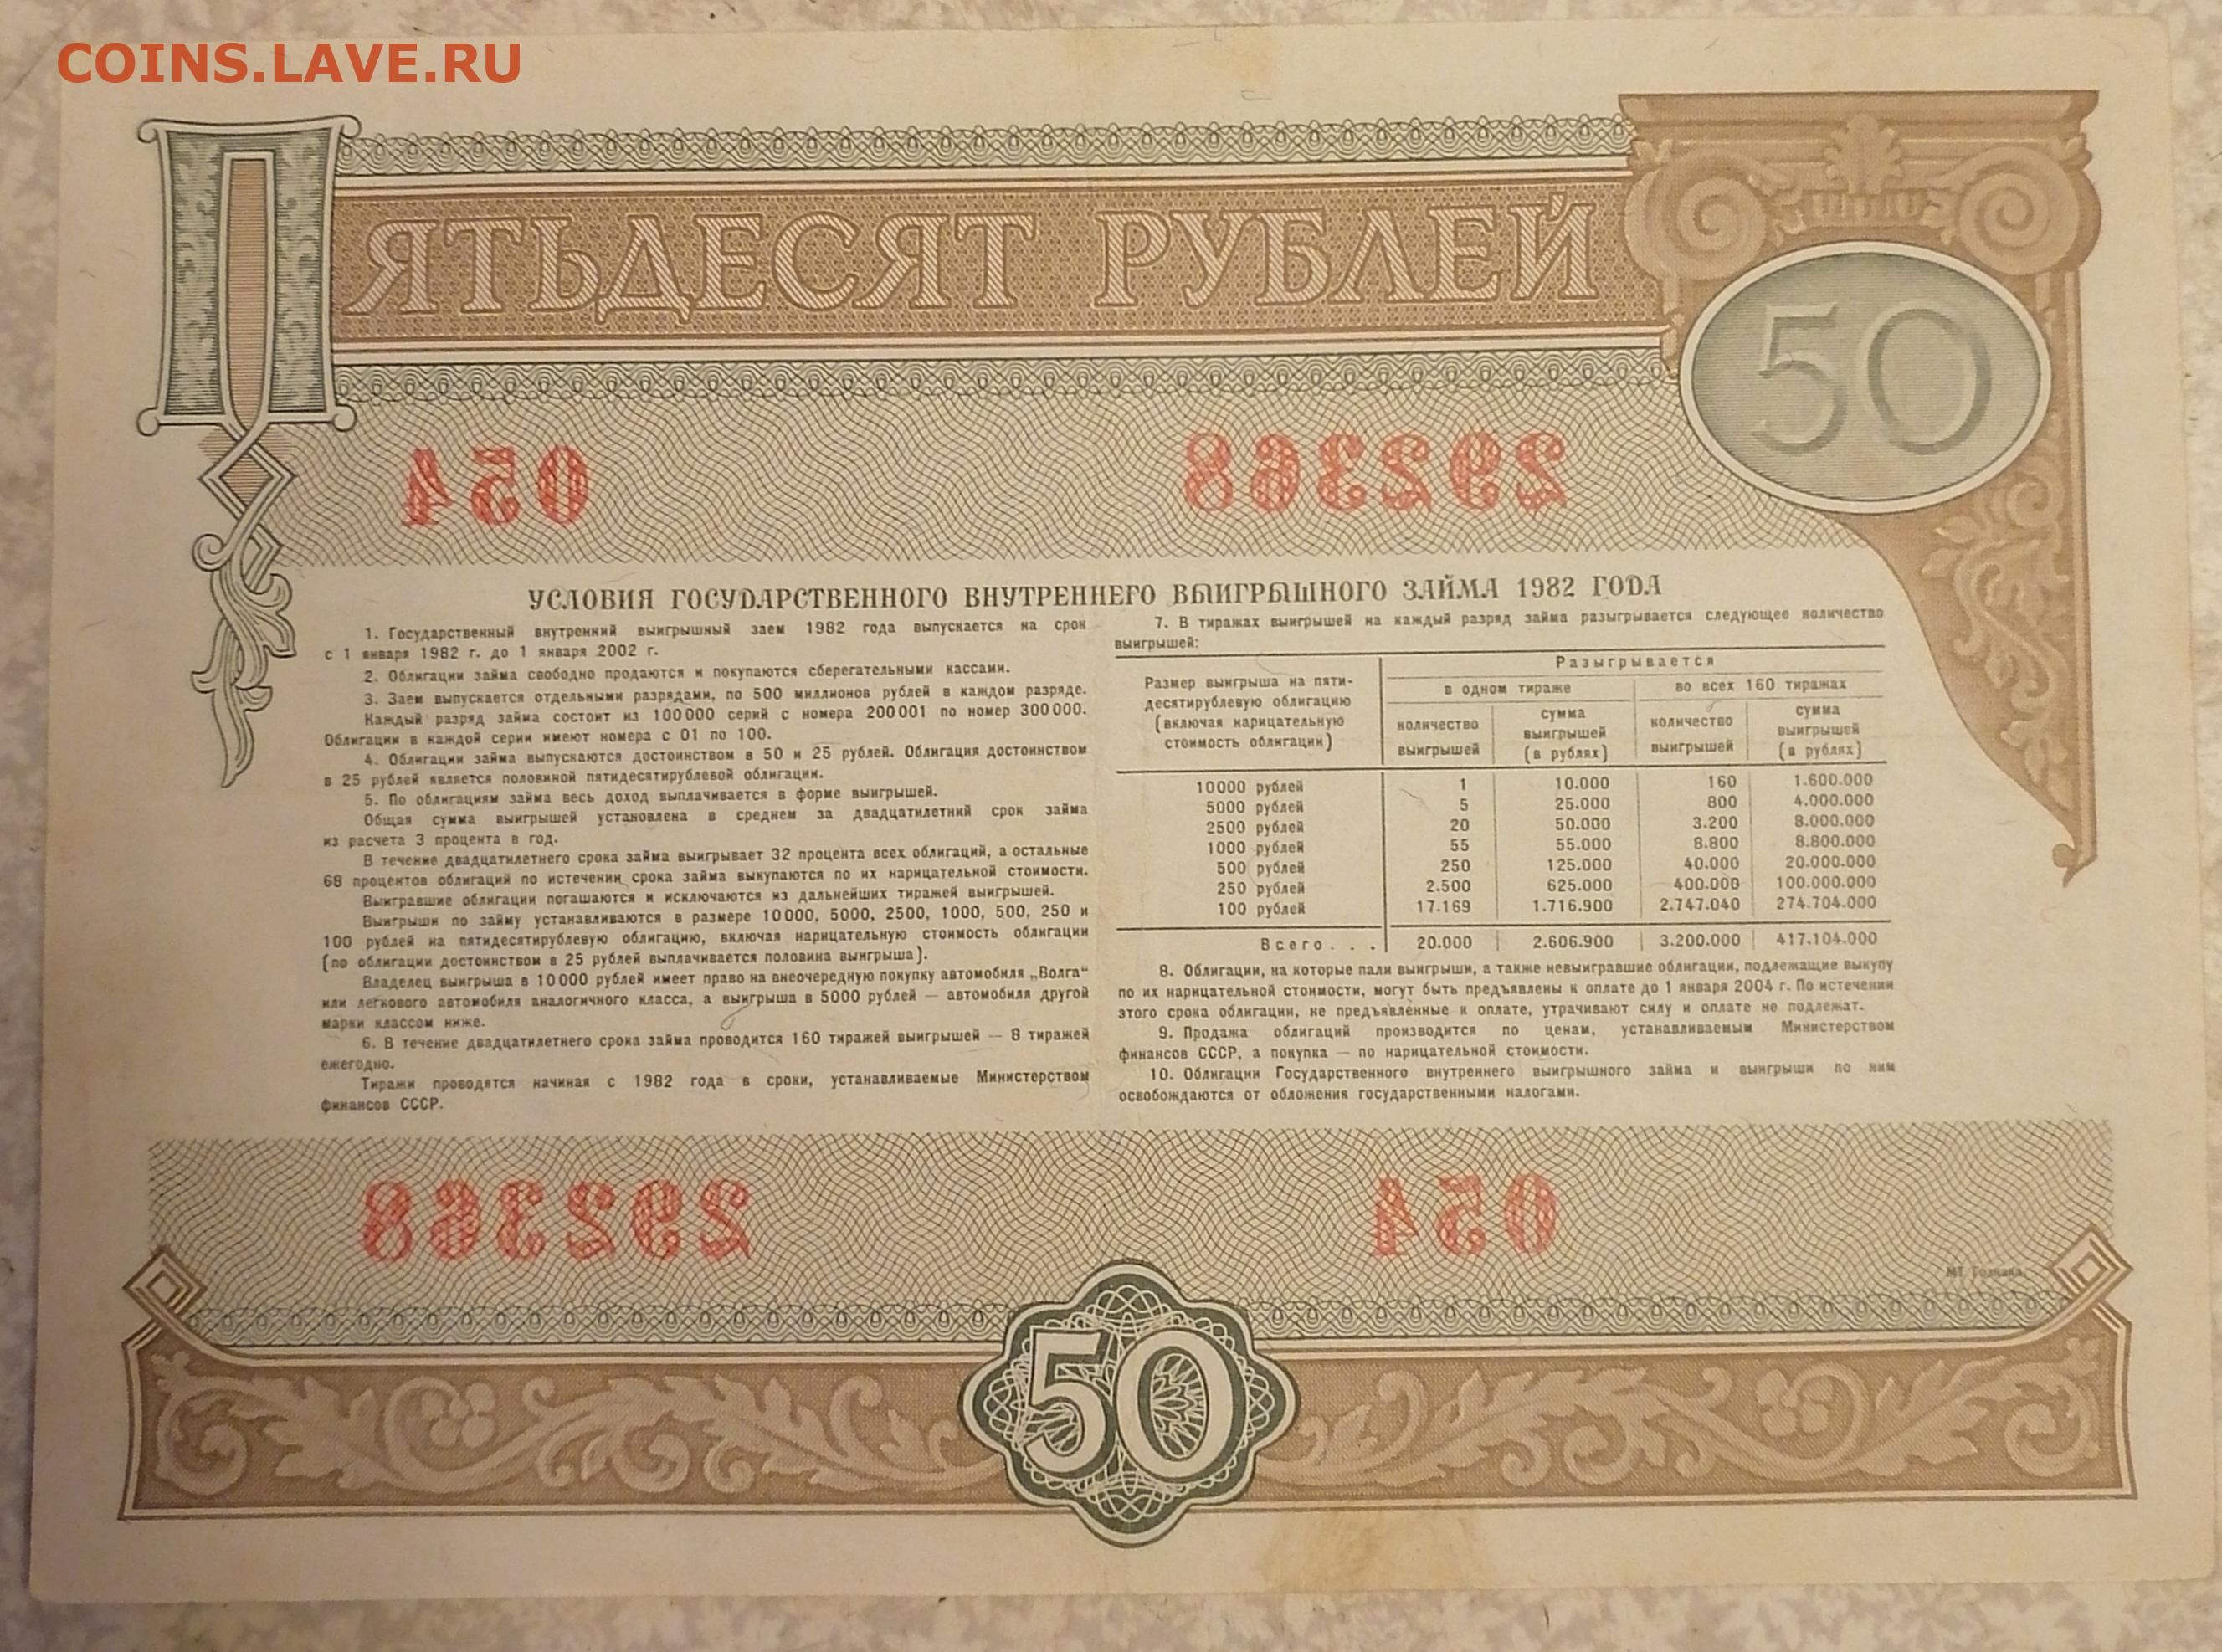 COINS.LAVE.RU
ПЯТЬДЕСЯТ РУБЛЕЙ
50
054 292368
УСЛОВИЯ ГОСУДАРСТВЕННОГО ВНУТРЕННЕГО ВЫИГРЫШНОГО ЗАЙМА 1982 ГОДА
1. Государственный внутренний выигрышный заем 1982 года выпускается на срок
с 1 января 1982 г. до 1 января 2002 г.
2. Облигации займа свободно продаются и покупаются сберегательными кассами.
3. Заем выпускается отдельными разрядами, по 500 миллионов рублей в каждом разряде.
Каждый разряд займа состоит из 100000 серий с номера 200001 по номер 300000.
Облигации в каждой серии имеют номера с 01 по 100.
4. Облигации займа выпускаются достоинством в 50 и 25 рублей. Облигация достоинством
в 25 рублей является половиной пятидесятирублевой облигации.
5. По облигациям займа весь доход выплачивается в форме выигрышей.
Общая сумма выигрышей установлена в среднем за двадцатилетний срок займа
из расчета 3 процента в год.
В течение двадцатилетнего срока займа выигрывает 32 процента всех облигаций, а остальные
68 процентов облигаций по истечении срока займа выкупаются по их нарицательной стоимости.
Выигравшие облигации погашаются и исключаются из дальнейших тиражей выигрышей.
Выигрыши по займу устанавливаются в размере 10000, 5000, 2500, 1000, 500, 250 и
100 рублей на пятидесятирублевую облигацию, включая нарицательную стоимость облигации
(по облигации достоинством в 25 рублей выплачивается половина выигрыша).
Владелец выигрыша в 10000 рублей имеет право на внеочередную покупку автомобиля „Волга“
или легкового автомобиля аналогичного класса, а выигрыша в 5000 рублей — автомобиля другой
марки классом ниже.
6. В течение двадцатилетнего срока займа проводится 160 тиражей выигрышей — 8 тиражей
ежегодно.
Тиражи проводятся начиная с 1982 года в сроки, устанавливаемые Министерством
финансов СССР.
7. В тиражах выигрышей на каждый разряд займа разыгрывается следующее количество
выигрышей:
Размер выигрыша на пяти-
десятирублевую облигацию
(включая нарицательную
стоимость облигации)
Разыгрывается
в одном тираже во всех 160 тиражах
количество выигрышей
сумма выигрышей (в рублях)
количество выигрышей
сумма выигрышей (в рублях)
10000 рублей 1 10.000 160 1.600.000
5000 рублей 5 25.000 800 4.000.000
2500 рублей 20 50.000 3.200 8.000.000
1000 рублей 55 55.000 8.800 8.800.000
500 рублей 250 125.000 40.000 20.000.000
250 рублей 2.500 625.000 400.000 100.000.000
100 рублей 17.169 1.716.900 2.747.040 274.704.000
Всего... 20.000 2.606.900 3.200.000 417.104.000
8. Облигации, на которые пали выигрыши, а также невыигравшие облигации, подлежащие выкупу
по их нарицательной стоимости, могут быть предъявлены к оплате до 1 января 2004 г. По истечении
этого срока облигации, не предъявленные к оплате, утрачивают силу и оплате не подлежат.
9. Продажа облигаций производится по ценам, устанавливаемым Министерством
финансов СССР, а покупка — по нарицательной стоимости.
10. Облигации Государственного внутреннего выигрышного займа и выигрыши по ним
освобождаются от обложения государственными налогами.
292368 054
МТ Гознака.
50